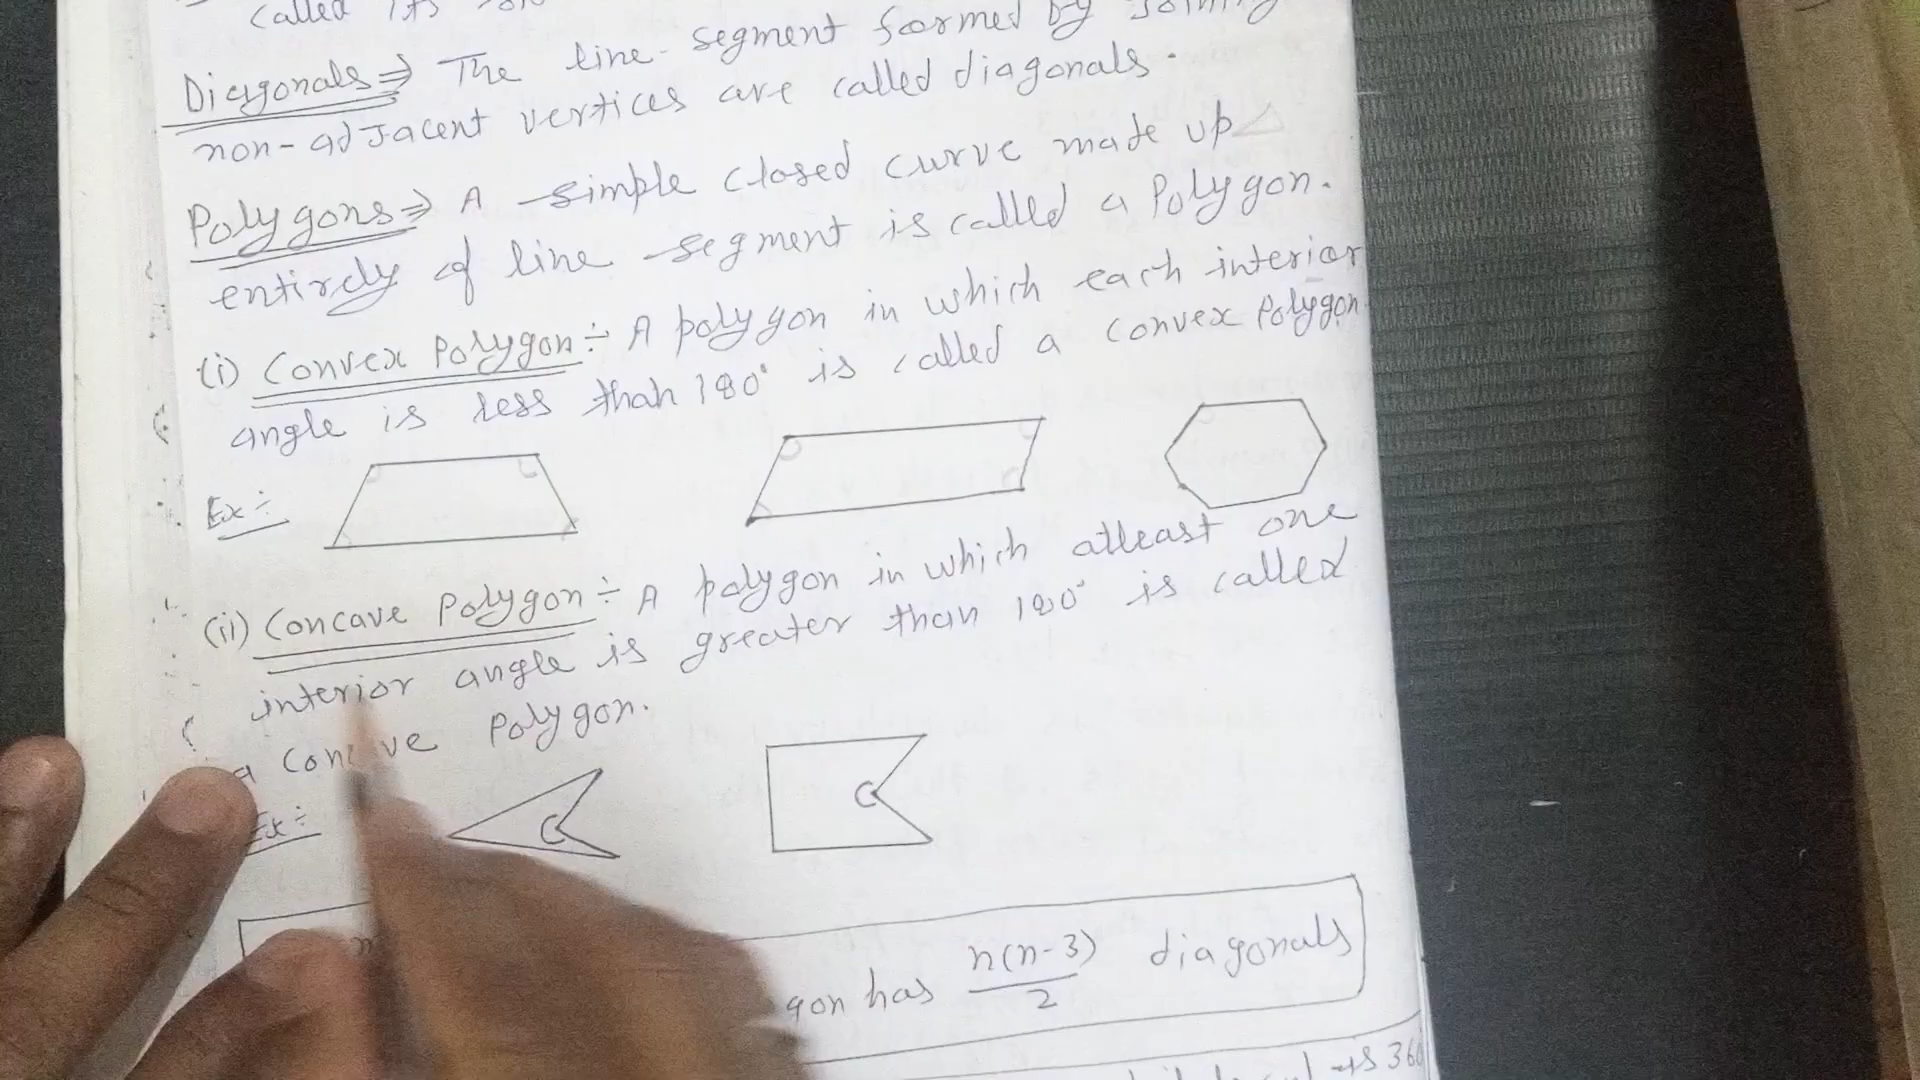 called its
Diagonals ⇒ The line-segment formed by Joining
non-adjacent vertices are called diagonals.
Polygons ⇒ A simple closed curve made up
entirely of line segment is called a Polygon.
(i) Convex Polygon ÷ A polygon in which each interior
angle is less than 180° is called a convex Polygon
Ex ÷
(ii) Concave Polygon ÷ A polygon in which atleast one
interior angle is greater than 180° is called
a Concave Polygon.
Ex ÷
gon has n(n-3)/2 diagonals
is 360